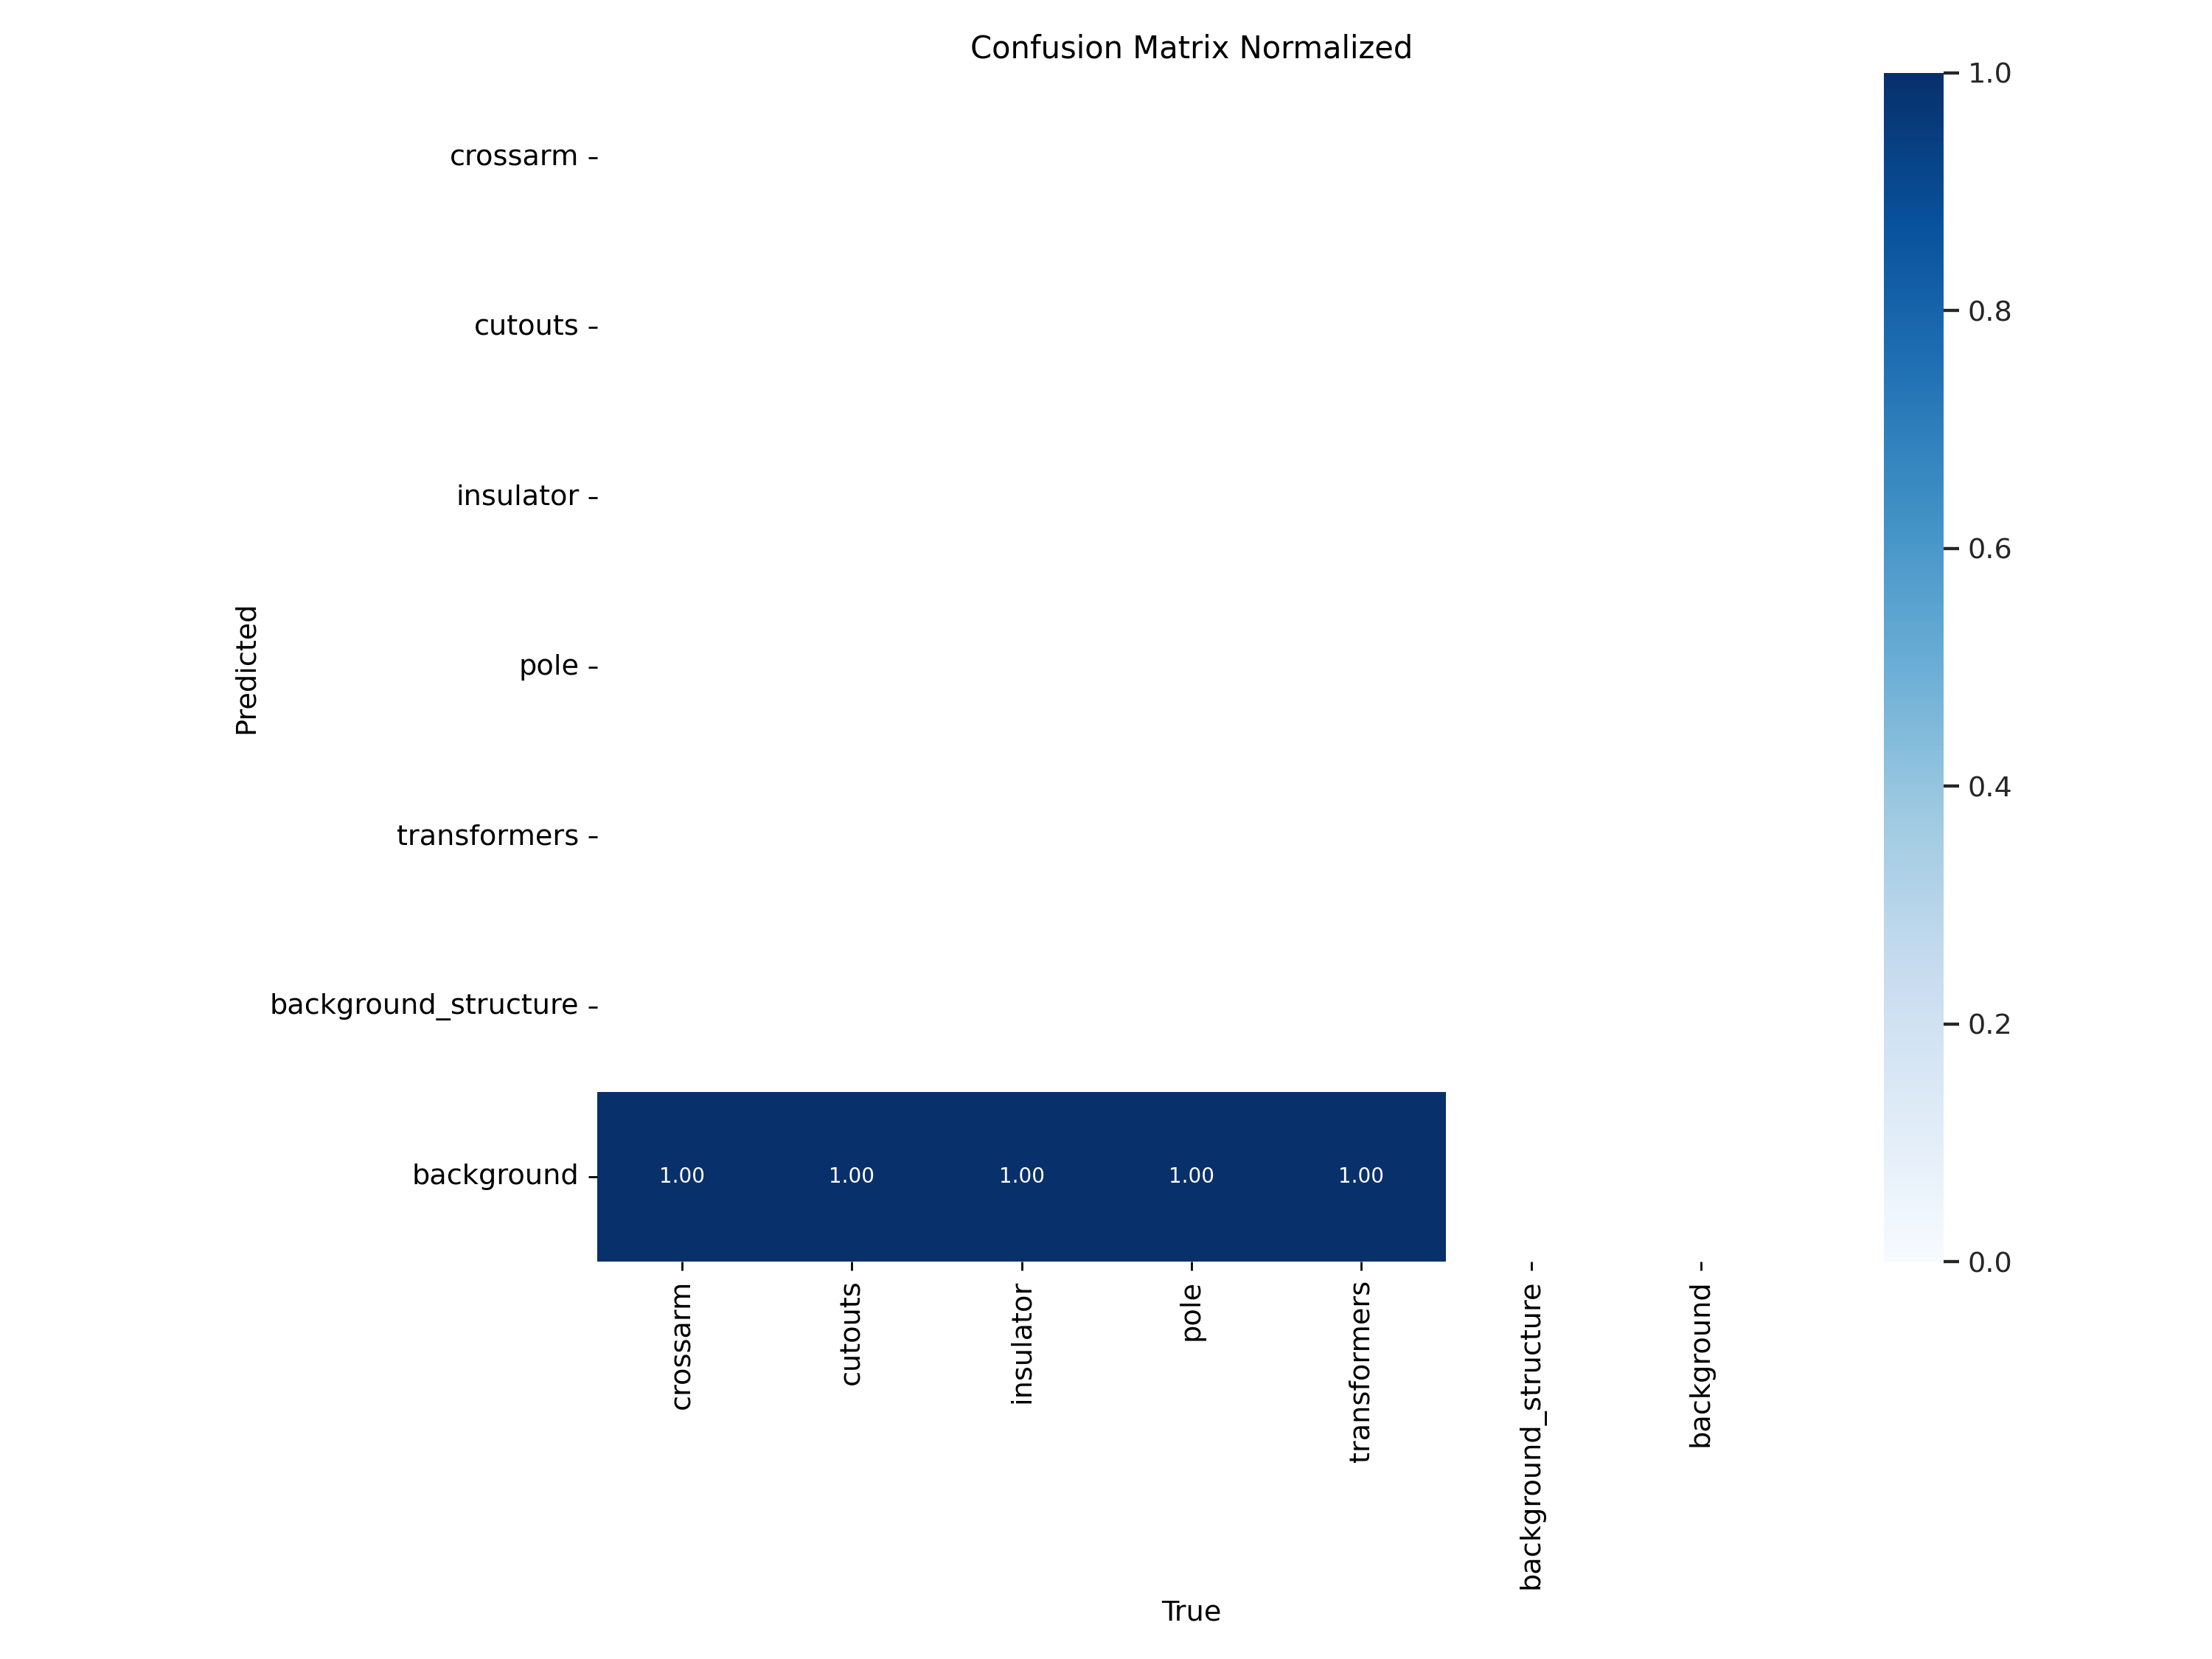 Confusion Matrix Normalized
crossarm
cutouts
insulator
pole
transformers
background_structure
background
Predicted
1.00 1.00 1.00 1.00 1.00
crossarm
cutouts
insulator
pole
transformers
background_structure
background
True
1.0
0.8
0.6
0.4
0.2
0.0